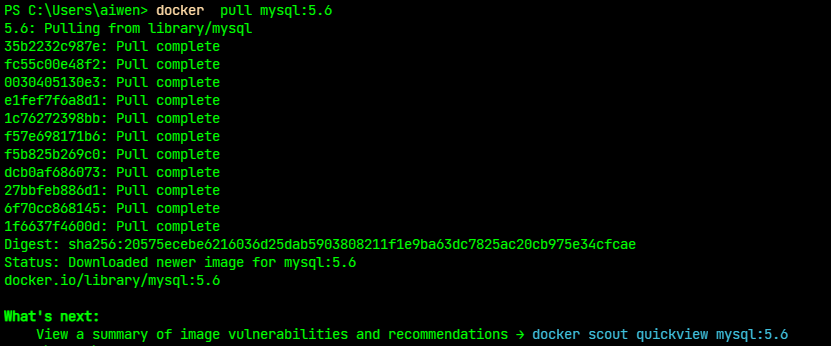 PS C:\Users\aiwen> docker  pull mysql:5.6
5.6: Pulling from library/mysql
35b2232c987e: Pull complete
fc55c00e48f2: Pull complete
0030405130e3: Pull complete
e1fef7f6a8d1: Pull complete
1c76272398bb: Pull complete
f57e698171b6: Pull complete
f5b825b269c0: Pull complete
dcb0af686073: Pull complete
27bbfeb886d1: Pull complete
6f70cc868145: Pull complete
1f6637f4600d: Pull complete
Digest: sha256:20575ecebe6216036d25dab5903808211f1e9ba63dc7825ac20cb975e34cfcae
Status: Downloaded newer image for mysql:5.6
docker.io/library/mysql:5.6
What's next:
View a summary of image vulnerabilities and recommendations → docker scout quickview mysql:5.6